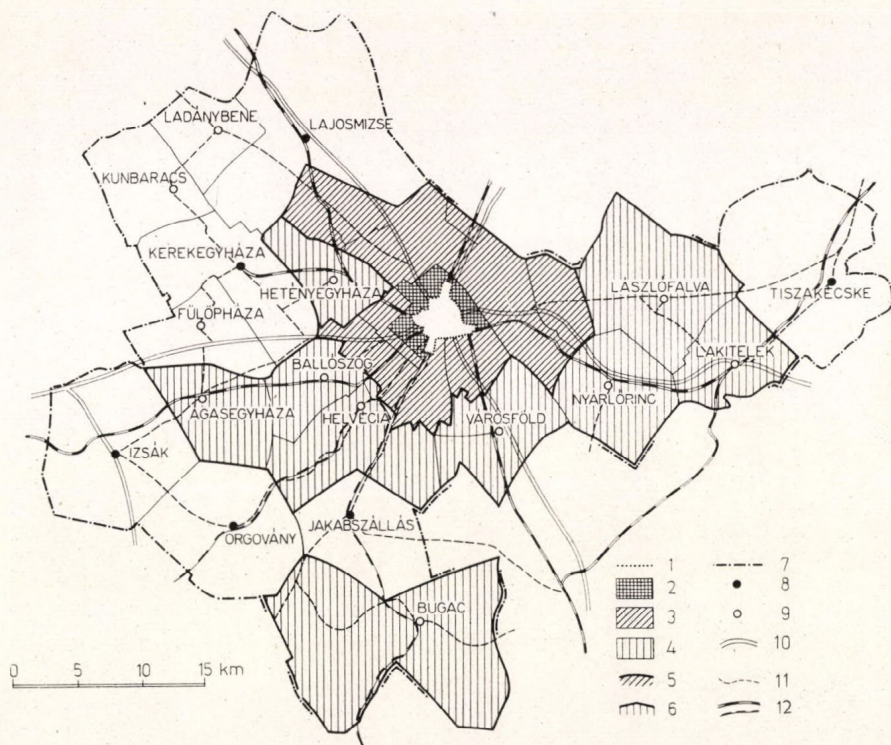 LADÁNYBENE
LAJOSMIZSE
KUNBARACS
KEREKEGYHÁZA
HETÉNYEGYHÁZA
LÁSZLÓFALVA
TISZAKÉCSKE
FÜLÖPHÁZA
BALLÓSZÖG
LAKITELEK
ÁGASEGYHÁZA
HELVÉCIA
VÁROSFÖLD
NYÁRLŐRINC
IZSÁK
ORGOVÁNY
JAKABSZÁLLÁS
BUGAC
1 7
2 8
3 9
4 10
5 11
6 12
0 5 10 15 km